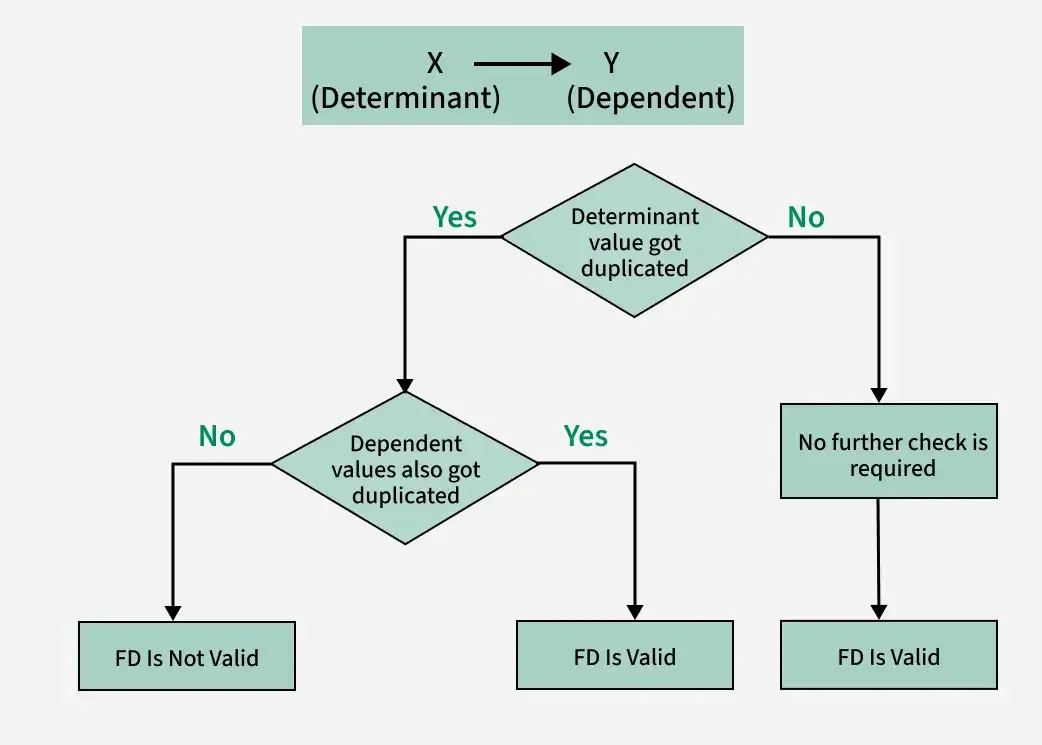 X Y
(Determinant) (Dependent)
Yes
Determinant
value got
duplicated
No
No
Dependent
values also got
duplicated
Yes
No further check is
required
FD Is Not Valid
FD Is Valid
FD Is Valid